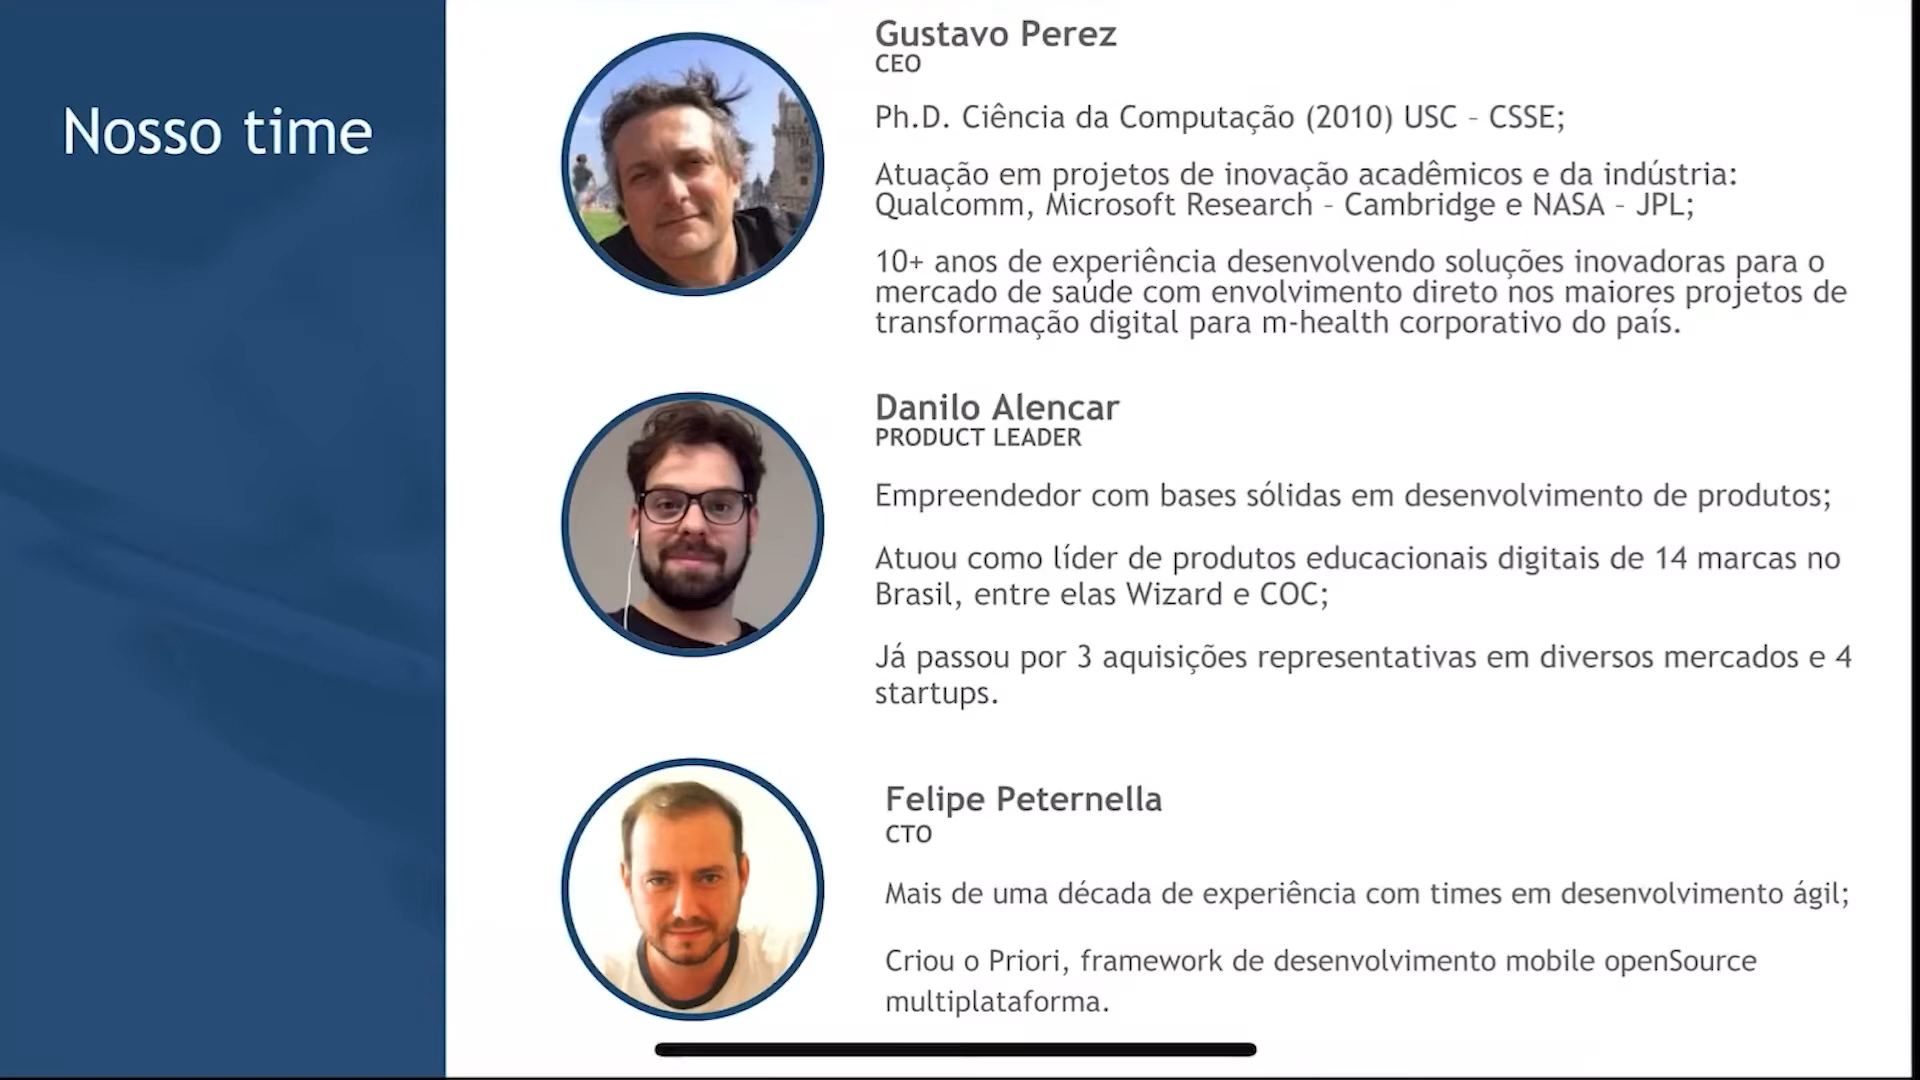 Nosso time
Gustavo Perez
CEO
Ph.D. Ciência da Computação (2010) USC – CSSE;
Atuação em projetos de inovação acadêmicos e da indústria:
Qualcomm, Microsoft Research – Cambridge e NASA – JPL;
10+ anos de experiência desenvolvendo soluções inovadoras para o
mercado de saúde com envolvimento direto nos maiores projetos de
transformação digital para m-health corporativo do país.
Danilo Alencar
PRODUCT LEADER
Empreendedor com bases sólidas em desenvolvimento de produtos;
Atuou como líder de produtos educacionais digitais de 14 marcas no
Brasil, entre elas Wizard e COC;
Já passou por 3 aquisições representativas em diversos mercados e 4
startups.
Felipe Peternella
CTO
Mais de uma década de experiência com times em desenvolvimento ágil;
Criou o Priori, framework de desenvolvimento mobile openSource
multiplataforma.